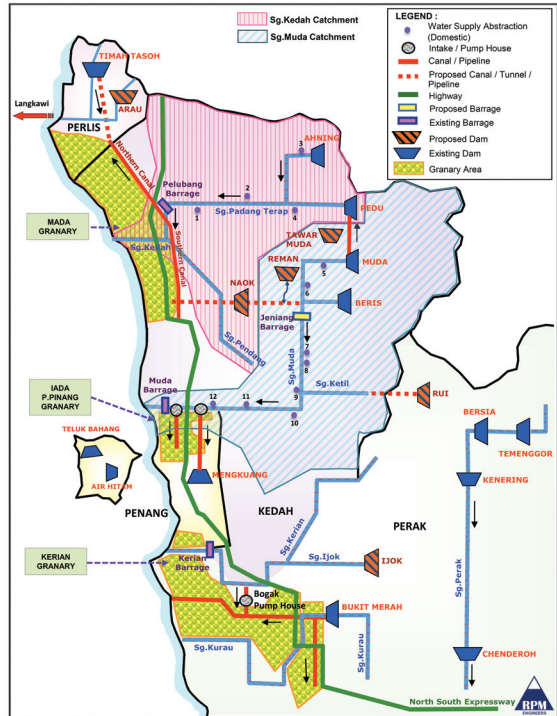 Sg.Kedah Catchment
Sg.Muda Catchment
LEGEND :
Water Supply Abstraction
(Domestic)
Intake / Pump House
Canal / Pipeline
Proposed Canal / Tunnel /
Pipeline
Highway
Proposed Barrage
Existing Barrage
Proposed Dam
Existing Dam
Granary Area
TIMAH TASOH
Langkawi
ARAU
PERLIS
Northern Canal
AHNING
3
Pelubang
Barrage
2
PEDU
1
Sg.Padang Terap
4
MADA
GRANARY
Sg.Kedah
Southern Canal
TAWAR
MUDA
REMAN
MUDA
5
NAOK
6
BERIS
Jeniang
Barrage
Sg.Pendang
Sg.Muda
7
8
IADA
P.PINANG
GRANARY
Muda
Barrage
12
11
9
Sg.Ketil
10
RUI
TELUK BAHANG
AIR HITAM
MENGKUANG
BERSIA
TEMENGGOR
KENERING
PENANG
KEDAH
PERAK
Sg.Kerian
KERIAN
GRANARY
Kerian
Barrage
Sg.Ijok
IJOK
Sg.Perak
Bogak
Pump House
BUKIT MERAH
Sg.Kurau
Sg.Kurau
CHENDEROH
North South Expressway
RPM
ENGINEERS